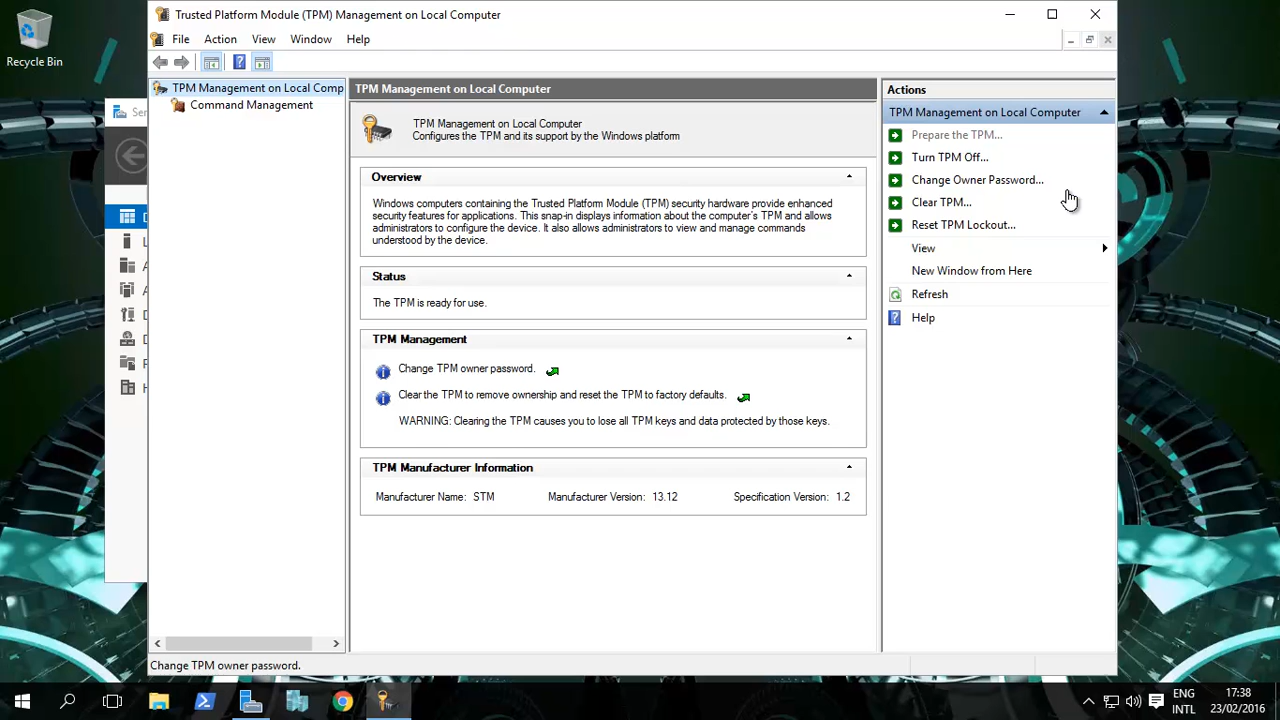 Recycle Bin
Trusted Platform Module (TPM) Management on Local Computer
File Action View Window Help
TPM Management on Local Comp
Command Management
TPM Management on Local Computer
TPM Management on Local Computer
Configures the TPM and its support by the Windows platform
Overview
Windows computers containing the Trusted Platform Module (TPM) security hardware provide enhanced
security features for applications. This snap-in displays information about the computer's TPM and allows
administrators to configure the device. It also allows administrators to view and manage commands
understood by the device.
Status
The TPM is ready for use.
TPM Management
Change TPM owner password.
Clear the TPM to remove ownership and reset the TPM to factory defaults.
WARNING: Clearing the TPM causes you to lose all TPM keys and data protected by those keys.
TPM Manufacturer Information
Manufacturer Name: STM Manufacturer Version: 13.12 Specification Version: 1.2
Actions
TPM Management on Local Computer
Prepare the TPM...
Turn TPM Off...
Change Owner Password...
Clear TPM...
Reset TPM Lockout...
View
New Window from Here
Refresh
Help
Change TPM owner password.
ENG
INTL
17:38
23/02/2016